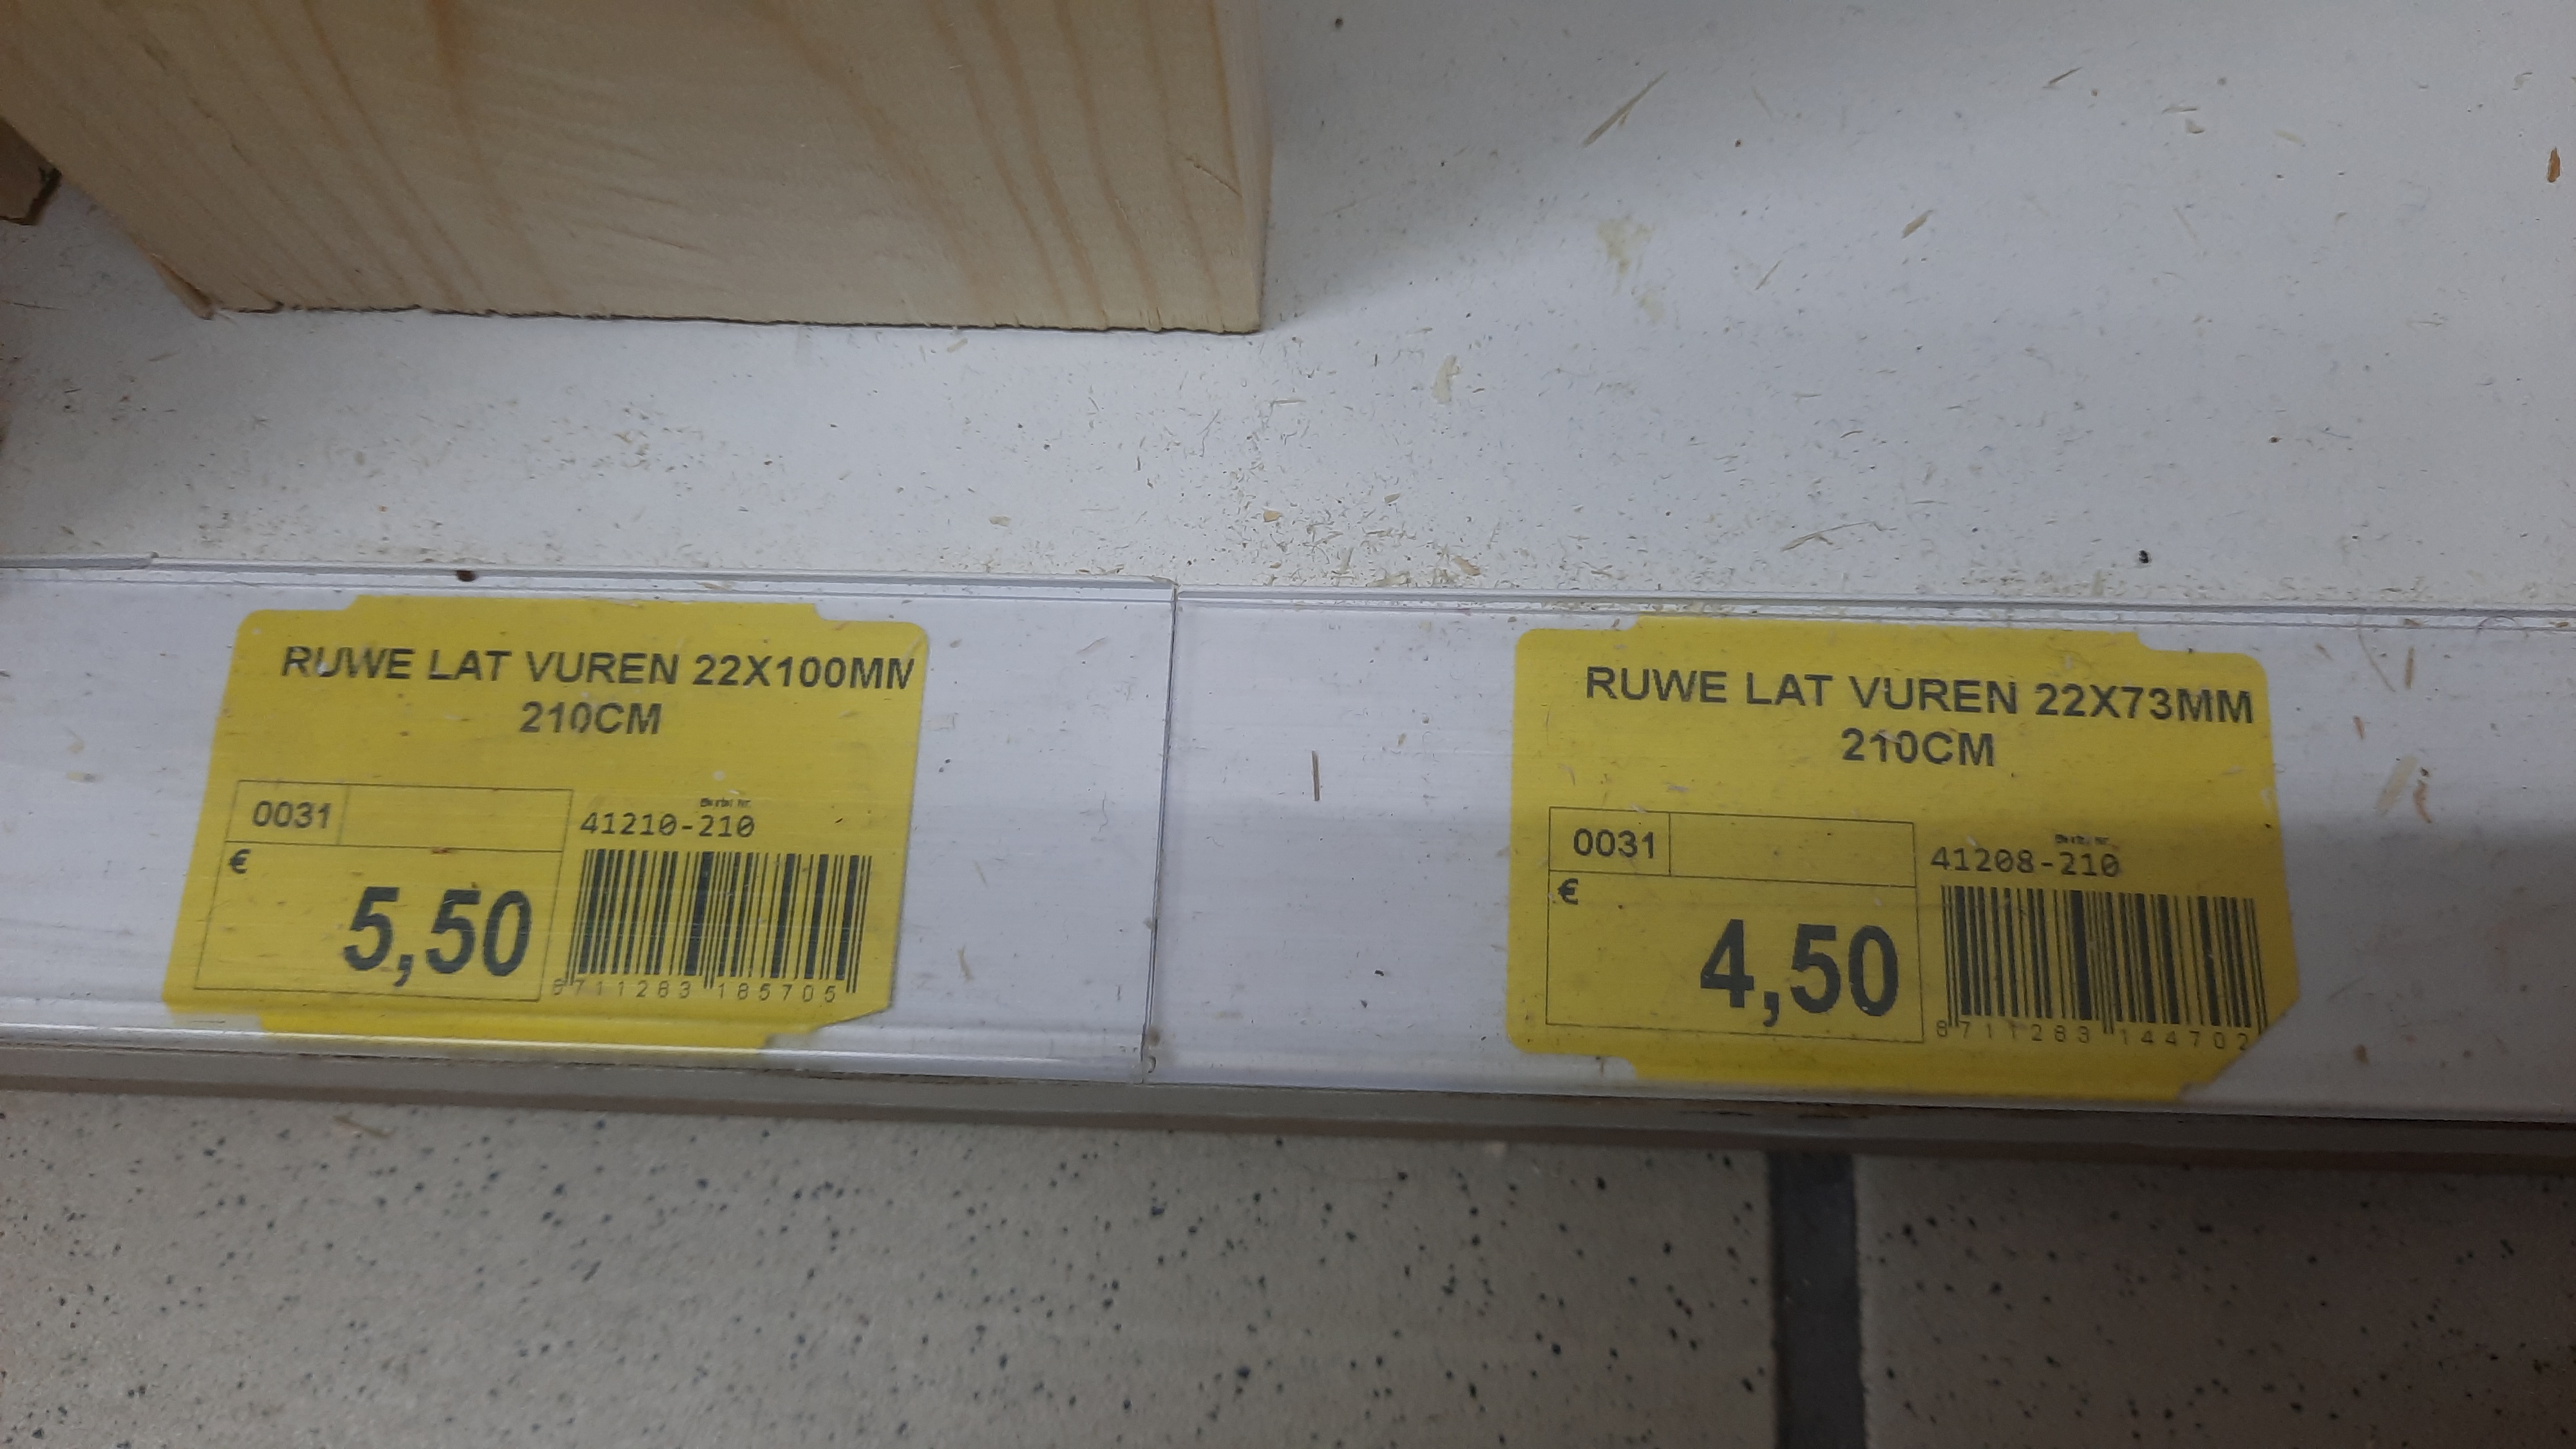 RUWE LAT VUREN 22X100MM
210CM
0031
41210-210
€
5,50
8711283 185705
RUWE LAT VUREN 22X73MM
210CM
0031
41208-210
€
4,50
8711283 144702